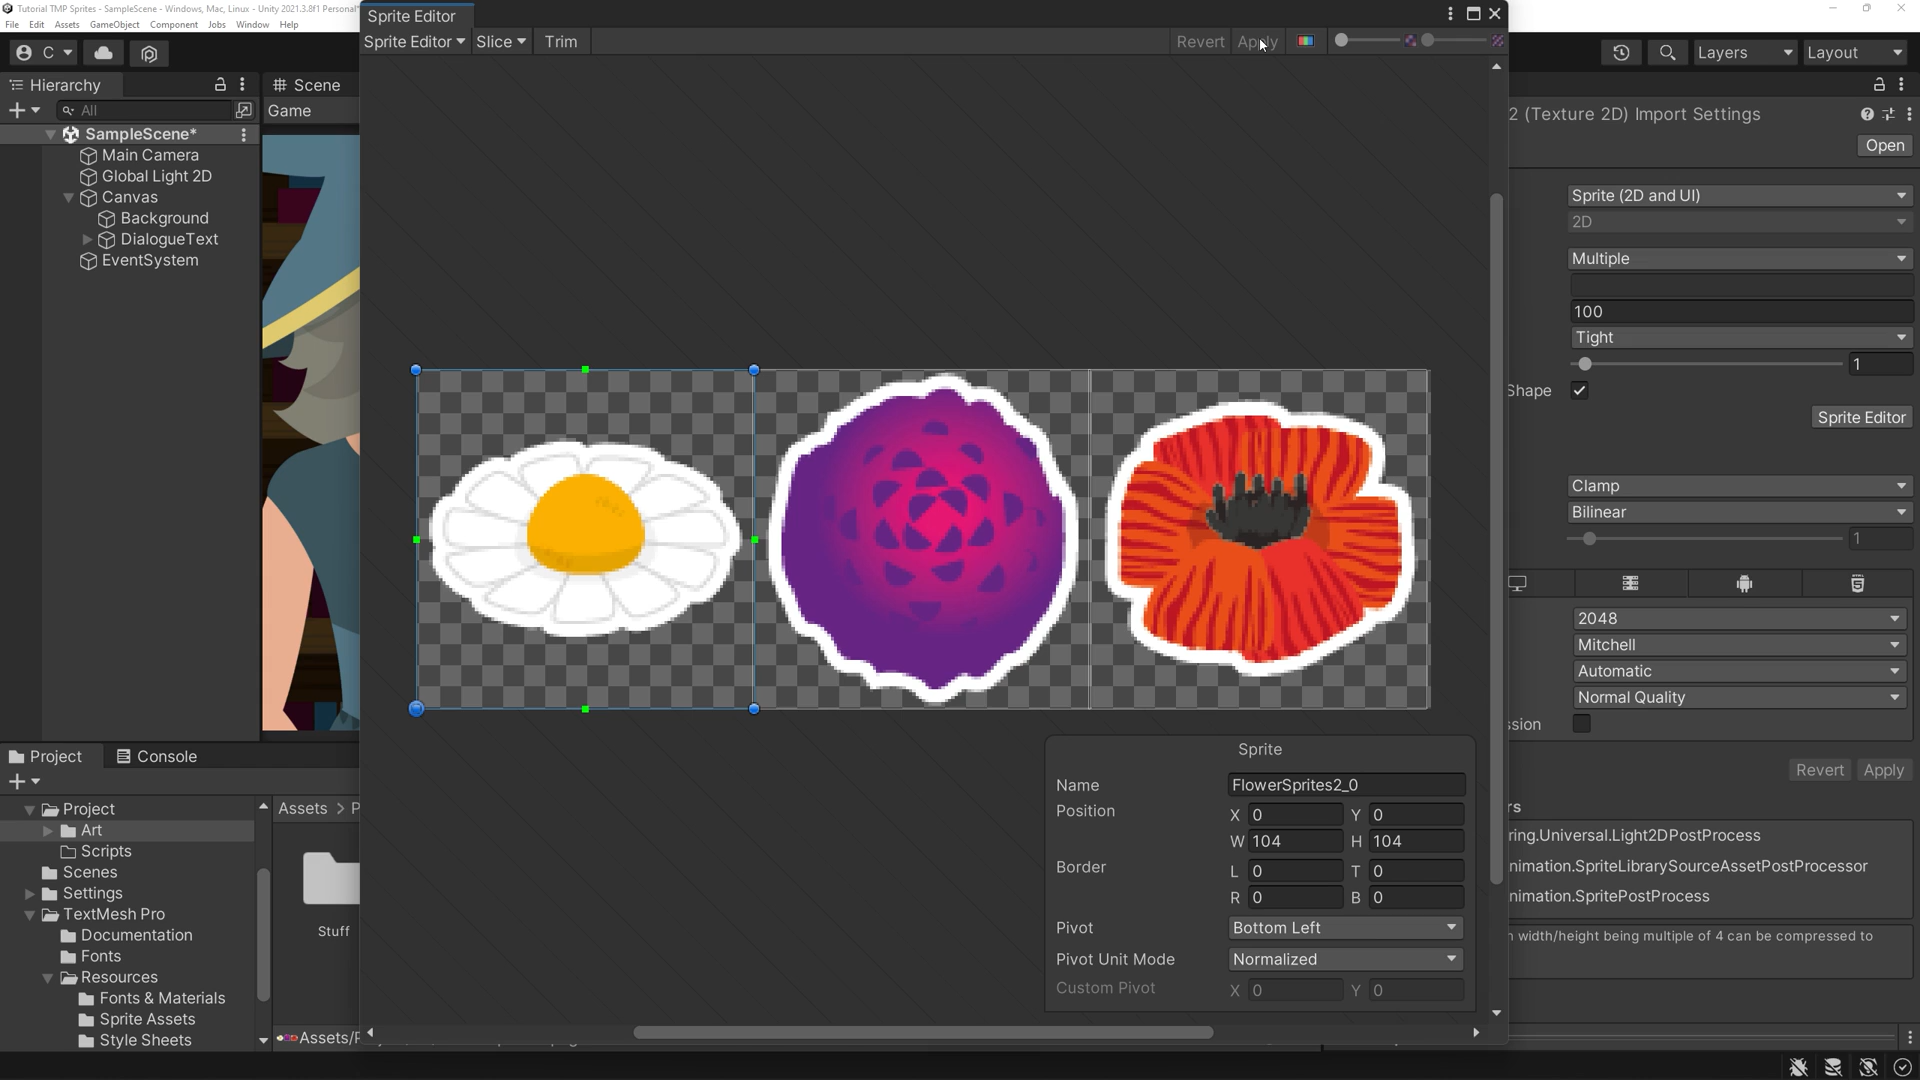 Tutorial TMP Sprites - SampleScene - Windows, Mac, Linux - Unity 2021.3.8f1 Personal*
File Edit Assets GameObject Component Jobs Window Help
Sprite Editor
Sprite Editor Slice Trim Revert Apply
C
Layers
Layout
Hierarchy
Scene
All
Game
SampleScene*
Main Camera
Global Light 2D
Canvas
Background
DialogueText
EventSystem
2 (Texture 2D) Import Settings
Open
Sprite (2D and UI)
2D
Multiple
100
Tight
1
Shape
Sprite Editor
Clamp
Bilinear
1
2048
Mitchell
Automatic
Normal Quality
ssion
Revert Apply
Sprite
Name FlowerSprites2_0
Position X 0 Y 0
W 104 H 104
Border L 0 T 0
R 0 B 0
Pivot Bottom Left
Pivot Unit Mode Normalized
Custom Pivot X 0 Y 0
rs
ring.Universal.Light2DPostProcess
nimation.SpriteLibrarySourceAssetPostProcessor
nimation.SpritePostProcess
width/height being multiple of 4 can be compressed to
Project Console
Project
Art
Scripts
Scenes
Settings
TextMesh Pro
Documentation
Fonts
Resources
Fonts & Materials
Sprite Assets
Style Sheets
Assets > P
Stuff
Assets/P